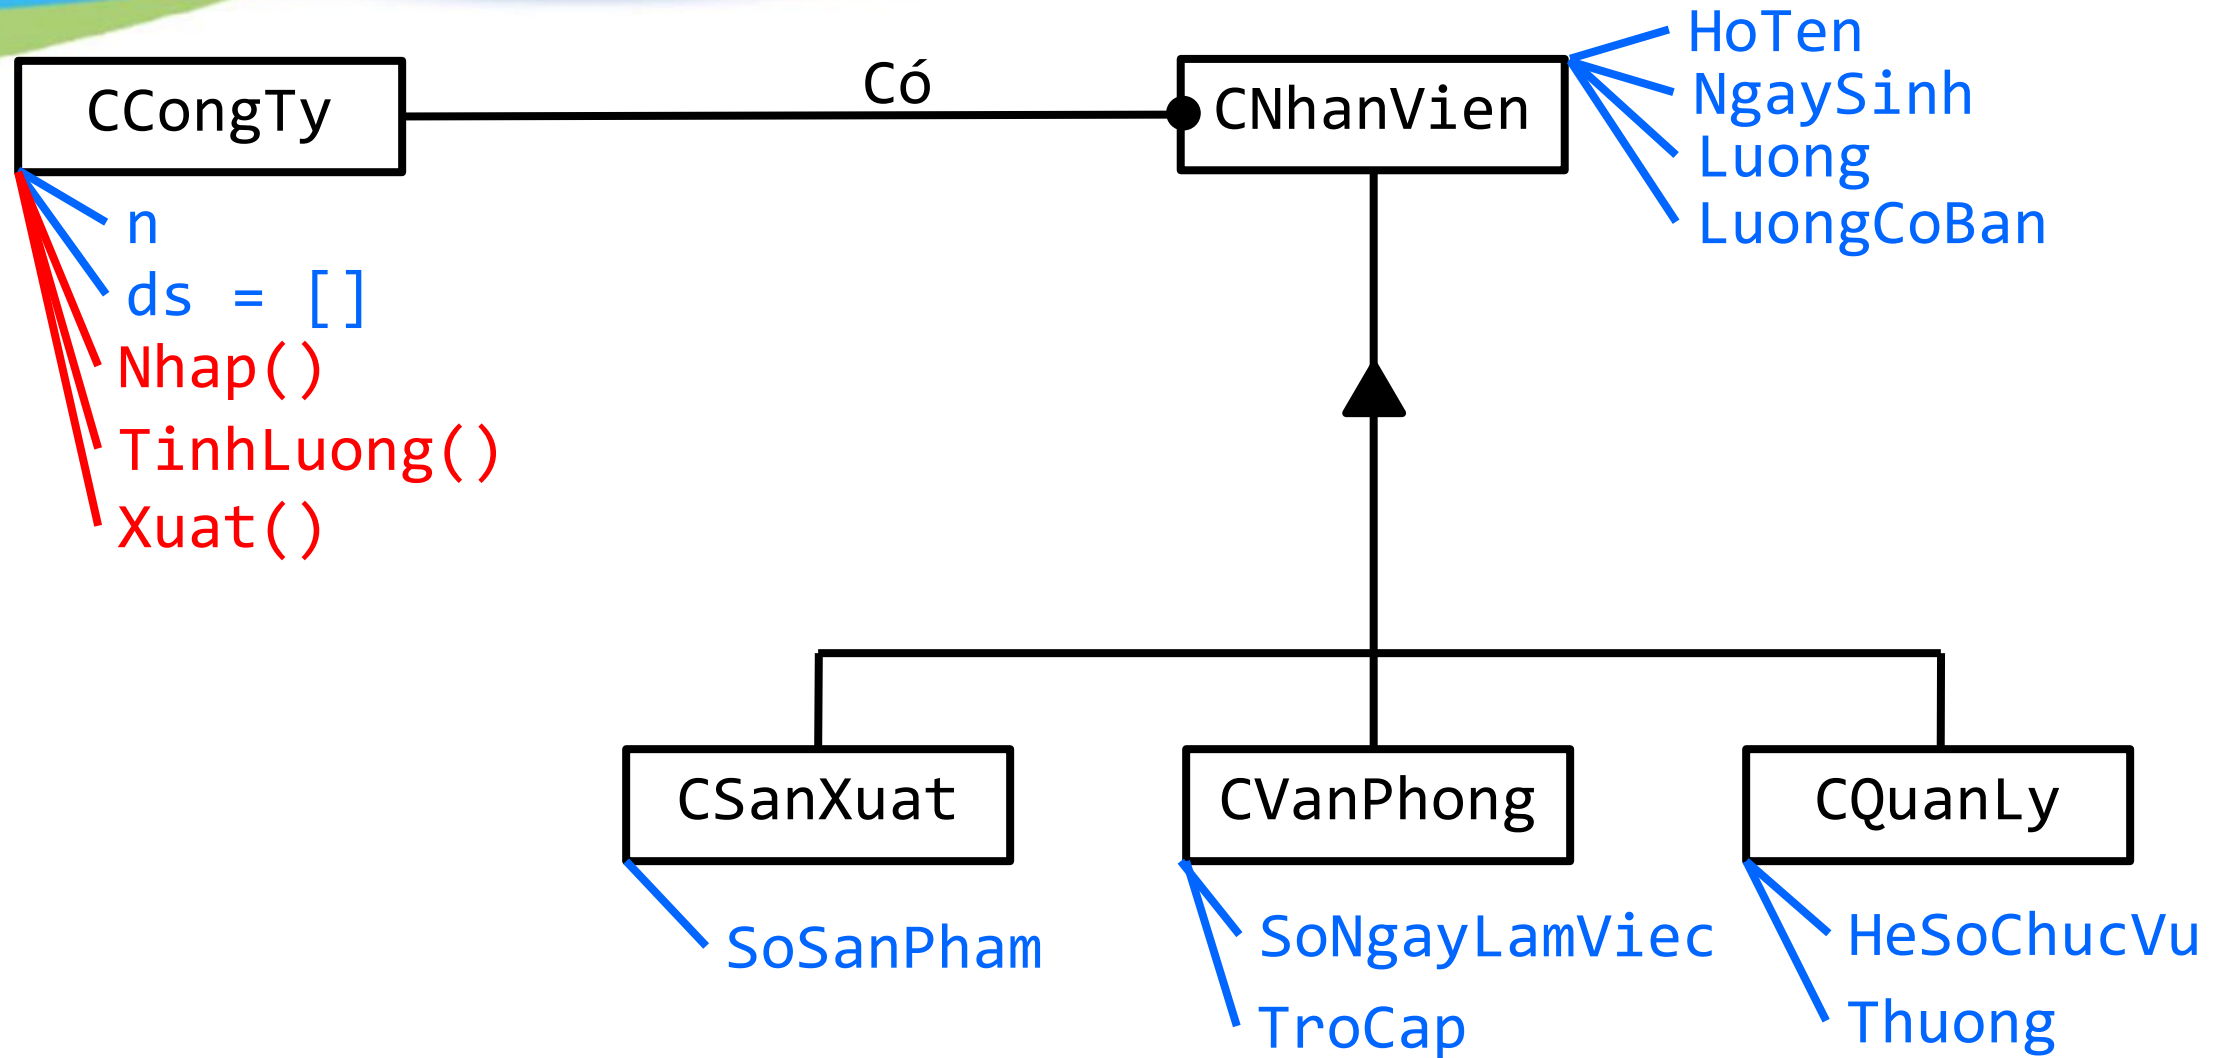 CCongTy
n
ds = []
Nhap()
TinhLuong()
Xuat()
Có
CNhanVien
HoTen
NgaySinh
Luong
LuongCoBan
CSanXuat
SoSanPham
CVanPhong
SoNgayLamViec
TroCap
CQuanLy
HeSoChucVu
Thuong